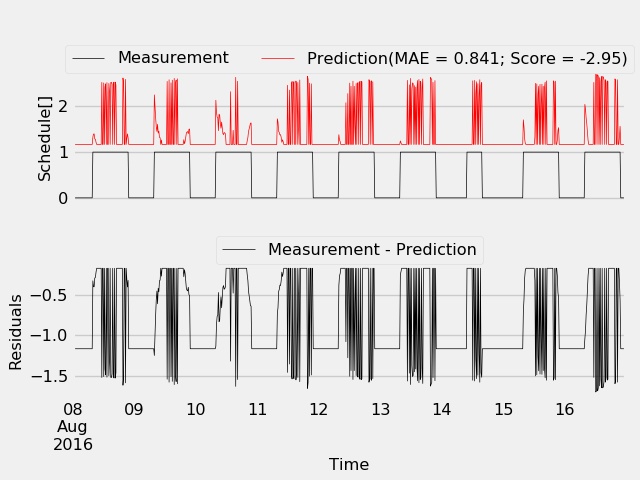 Measurement
Prediction(MAE = 0.841; Score = -2.95)
Schedule[]
2
1
0
Measurement - Prediction
Residuals
−0.5
−1.0
−1.5
08 09 10 11 12 13 14 15 16
Aug
2016
Time